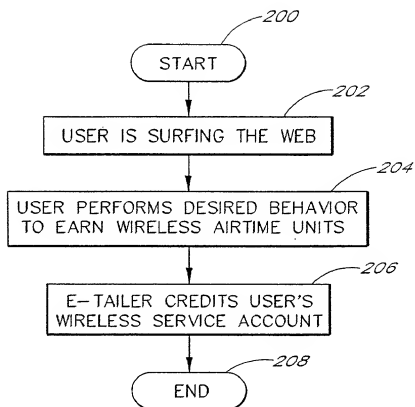 200
START
202
USER IS SURFING THE WEB
204
USER PERFORMS DESIRED BEHAVIOR
TO EARN WIRELESS AIRTIME UNITS
206
E-TAILER CREDITS USER'S
WIRELESS SERVICE ACCOUNT
208
END